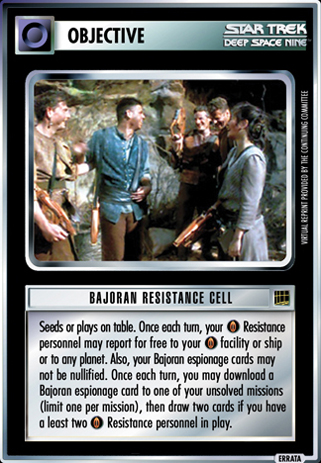 OBJECTIVE
STAR TREK
DEEP SPACE NINE
VIRTUAL REPRINT PROVIDED BY THE CONTINUING COMMITTEE
BAJORAN RESISTANCE CELL
Seeds or plays on table. Once each turn, your Resistance
personnel may report for free to your facility or ship
or to any planet. Also, your Bajoran espionage cards may
not be nullified. Once each turn, you may download a
Bajoran espionage card to one of your unsolved missions
(limit one per mission), then draw two cards if you have
at least two Resistance personnel in play.
ERRATA